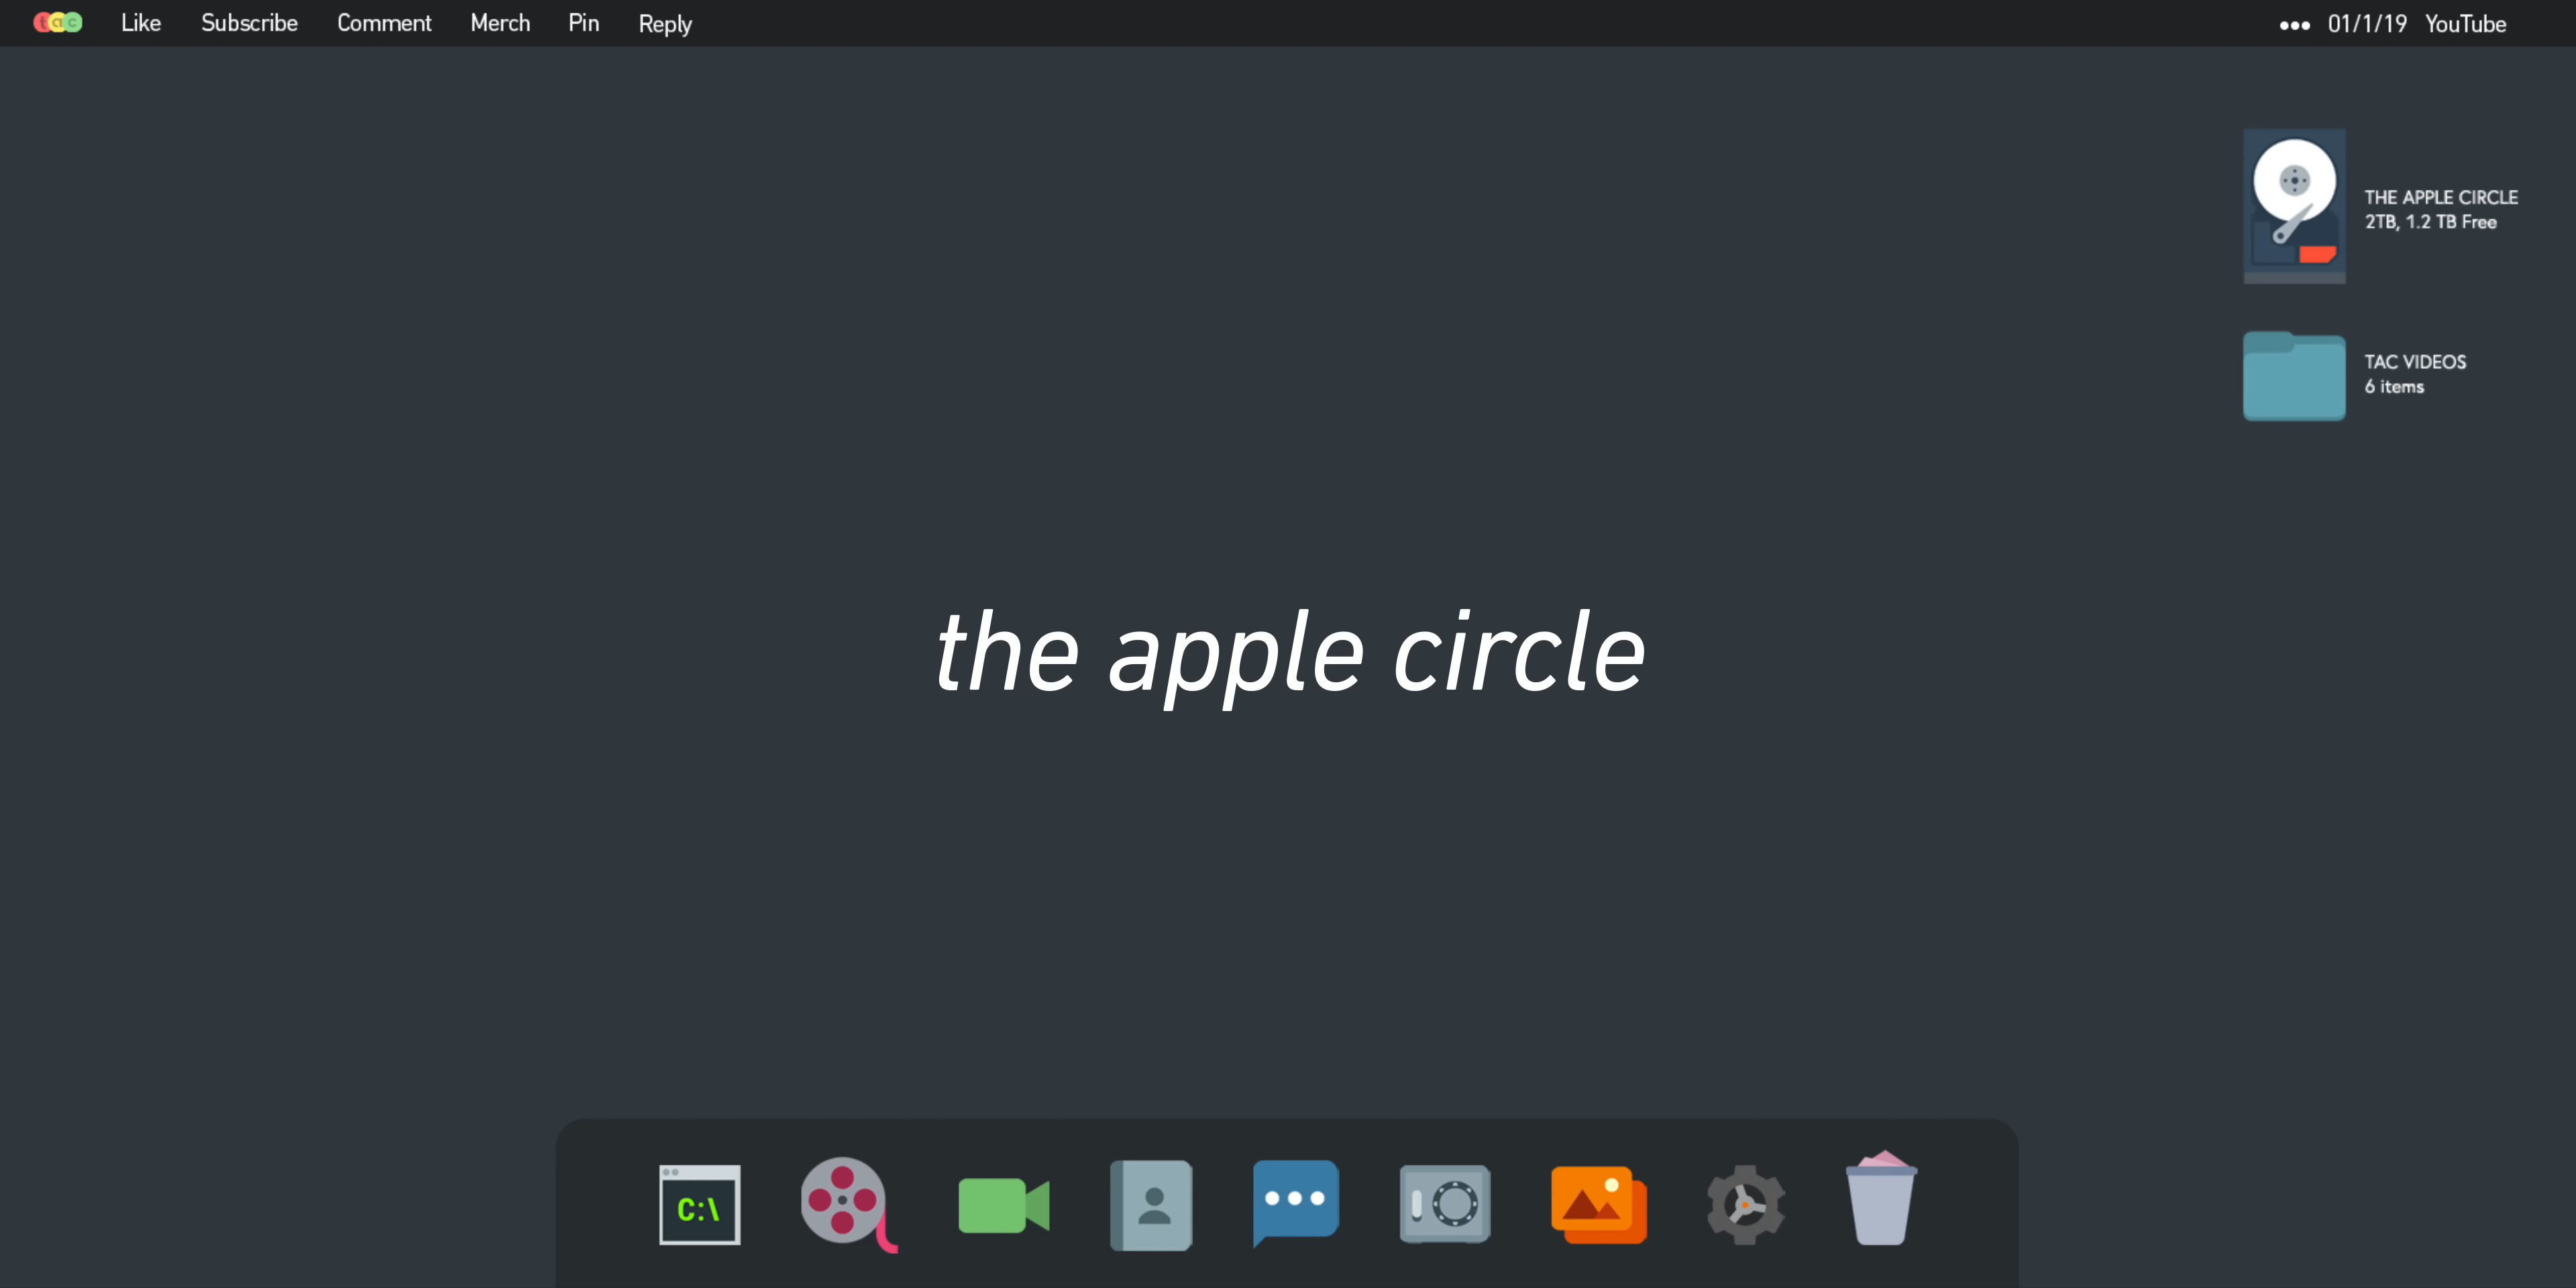 tac Like Subscribe Comment Merch Pin Reply ••• 01/1/19 YouTube
THE APPLE CIRCLE
2TB, 1.2 TB Free
TAC VIDEOS
6 items
the apple circle
C:\